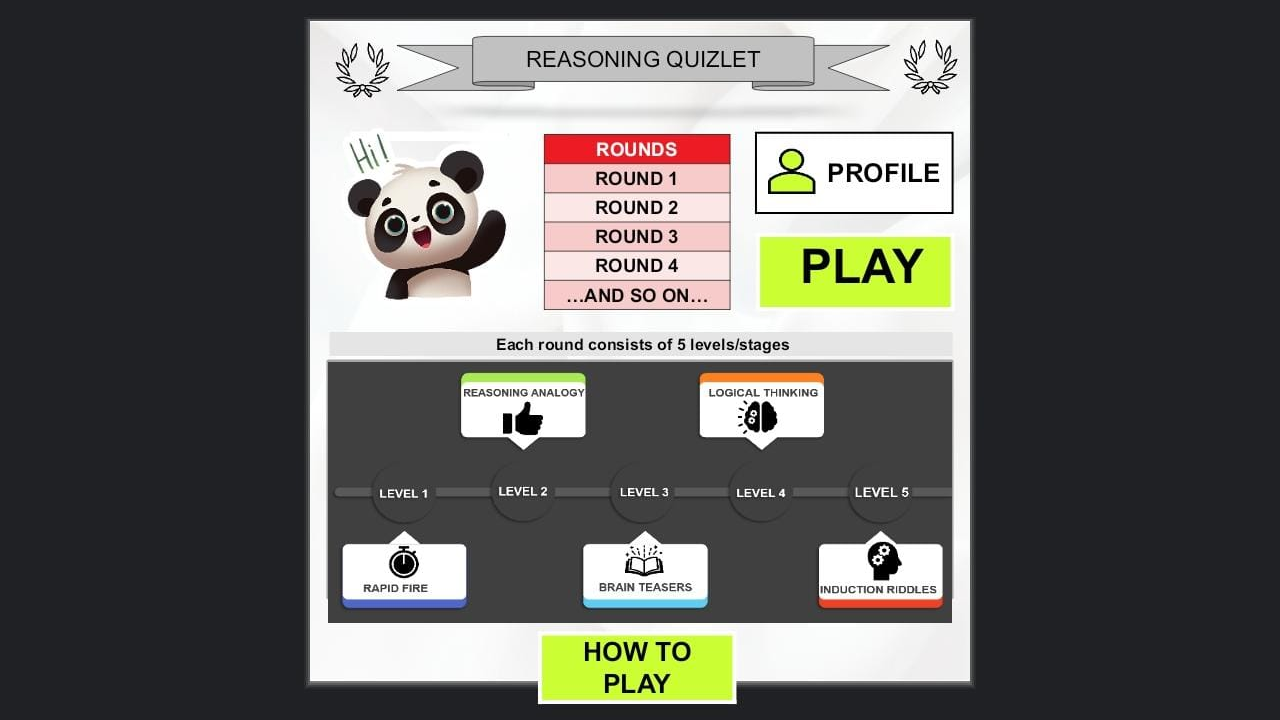 REASONING QUIZLET
Hi!
ROUNDS
ROUND 1
ROUND 2
ROUND 3
ROUND 4
...AND SO ON...
PROFILE
PLAY
Each round consists of 5 levels/stages
REASONING ANALOGY
LOGICAL THINKING
LEVEL 1
LEVEL 2
LEVEL 3
LEVEL 4
LEVEL 5
RAPID FIRE
BRAIN TEASERS
INDUCTION RIDDLES
HOW TO
PLAY